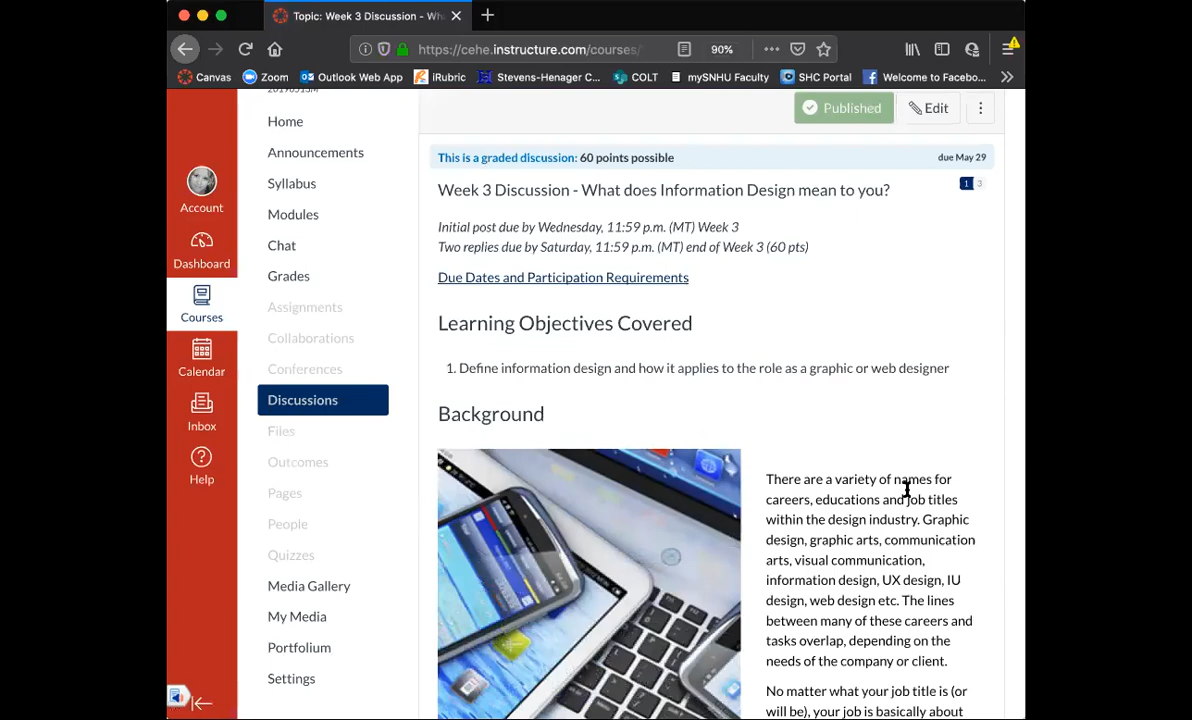 Topic: Week 3 Discussion - Wh
https://cehe.instructure.com/courses/
90%
Canvas
Zoom
Outlook Web App
iRubric
Stevens-Henager C...
COLT
mySNHU Faculty
SHC Portal
Welcome to Facebo...
Home
Announcements
Syllabus
Modules
Chat
Grades
Assignments
Collaborations
Conferences
Discussions
Files
Outcomes
Pages
People
Quizzes
Media Gallery
My Media
Portfolium
Settings
Account
Dashboard
Courses
Calendar
Inbox
Help
Published
Edit
This is a graded discussion: 60 points possible
due May 29
Week 3 Discussion - What does Information Design mean to you?
1 3
Initial post due by Wednesday, 11:59 p.m. (MT) Week 3
Two replies due by Saturday, 11:59 p.m. (MT) end of Week 3 (60 pts)
Due Dates and Participation Requirements
Learning Objectives Covered
1. Define information design and how it applies to the role as a graphic or web designer
Background
There are a variety of names for
careers, educations and job titles
within the design industry. Graphic
design, graphic arts, communication
arts, visual communication,
information design, UX design, IU
design, web design etc. The lines
between many of these careers and
tasks overlap, depending on the
needs of the company or client.
No matter what your job title is (or
will be), your job is basically about